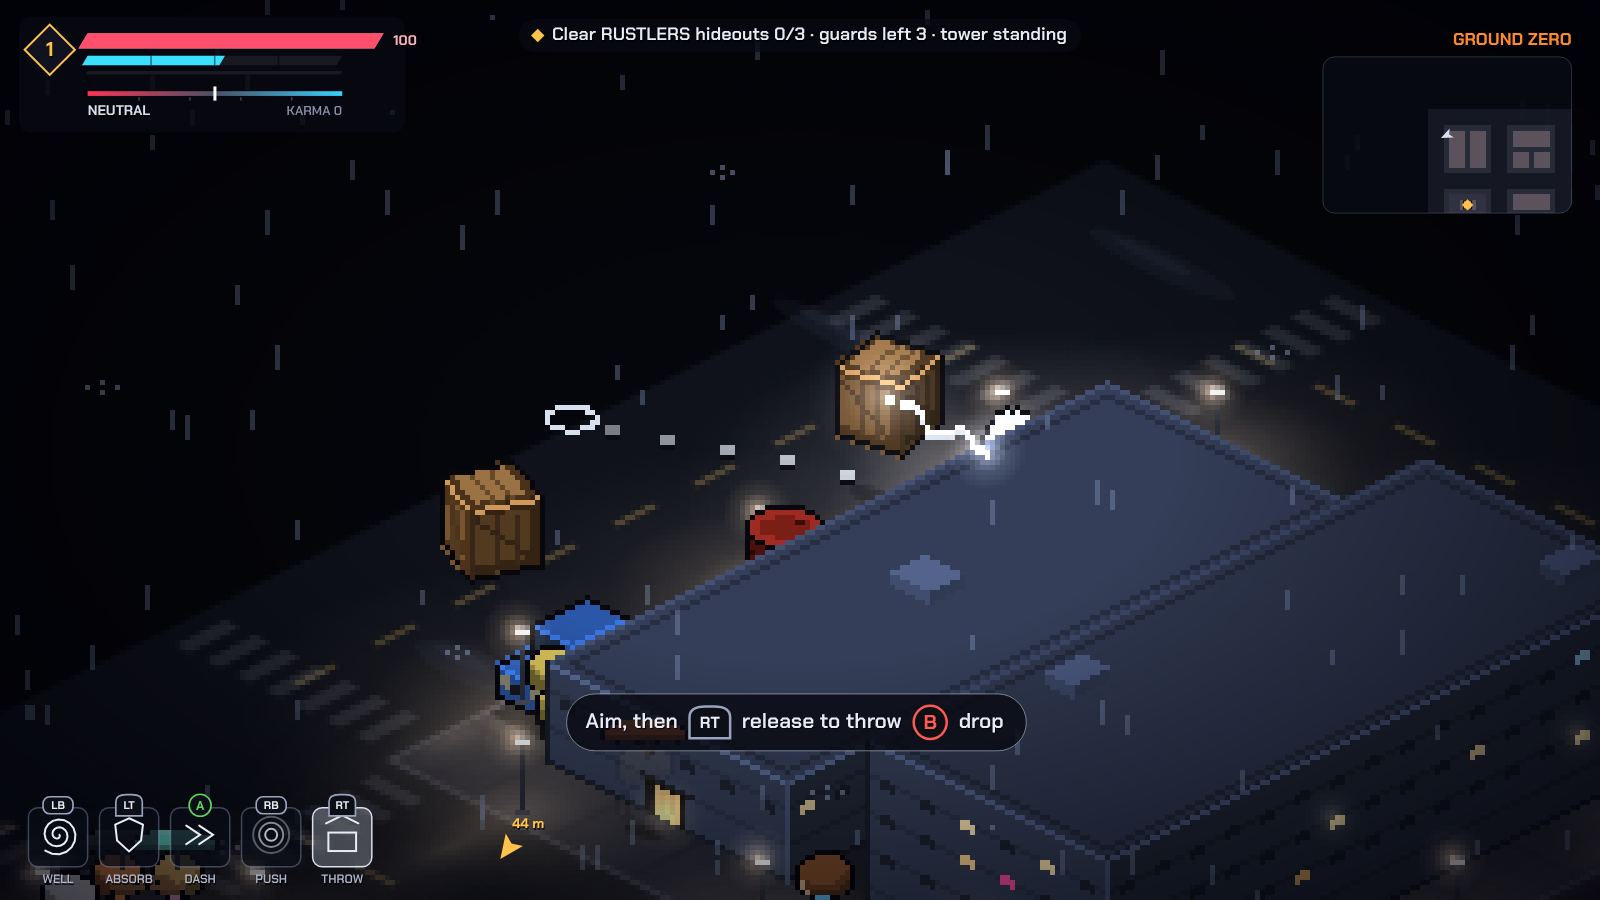 1
100
NEUTRAL
KARMA 0
Clear RUSTLERS hideouts 0/3 · guards left 3 · tower standing
GROUND ZERO
Aim, then RT release to throw B drop
44 m
LB
LT
A
RB
RT
WELL
ABSORB
DASH
PUSH
THROW